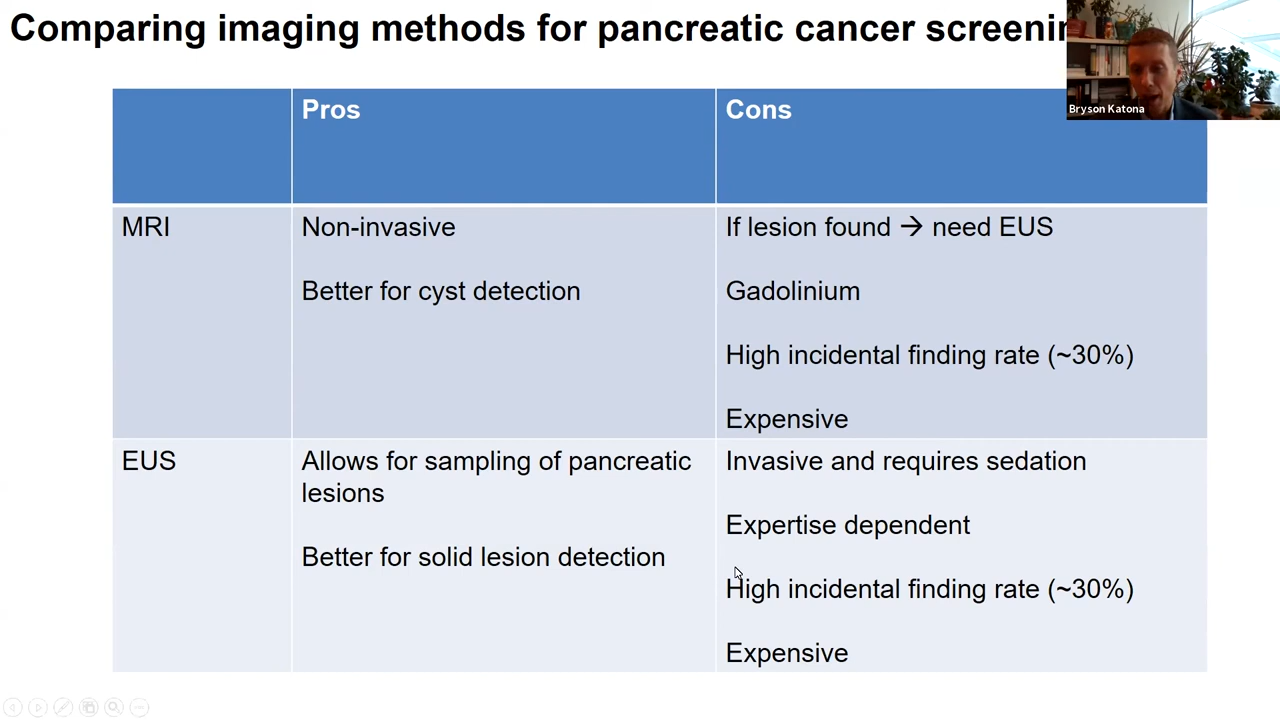 Comparing imaging methods for pancreatic cancer screenin
Bryson Katona
Pros
Cons
MRI
Non-invasive
Better for cyst detection
If lesion found → need EUS
Gadolinium
High incidental finding rate (~30%)
Expensive
EUS
Allows for sampling of pancreatic
lesions
Better for solid lesion detection
Invasive and requires sedation
Expertise dependent
High incidental finding rate (~30%)
Expensive